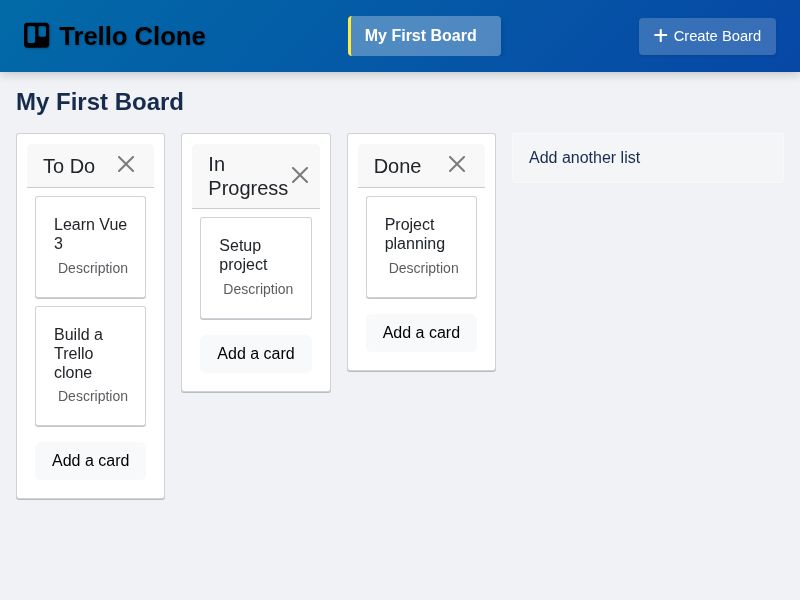 Trello Clone
My First Board
Create Board
My First Board
To Do
Learn Vue
3
Description
Build a
Trello
clone
Description
Add a card
In
Progress
Setup
project
Description
Add a card
Done
Project
planning
Description
Add a card
Add another list